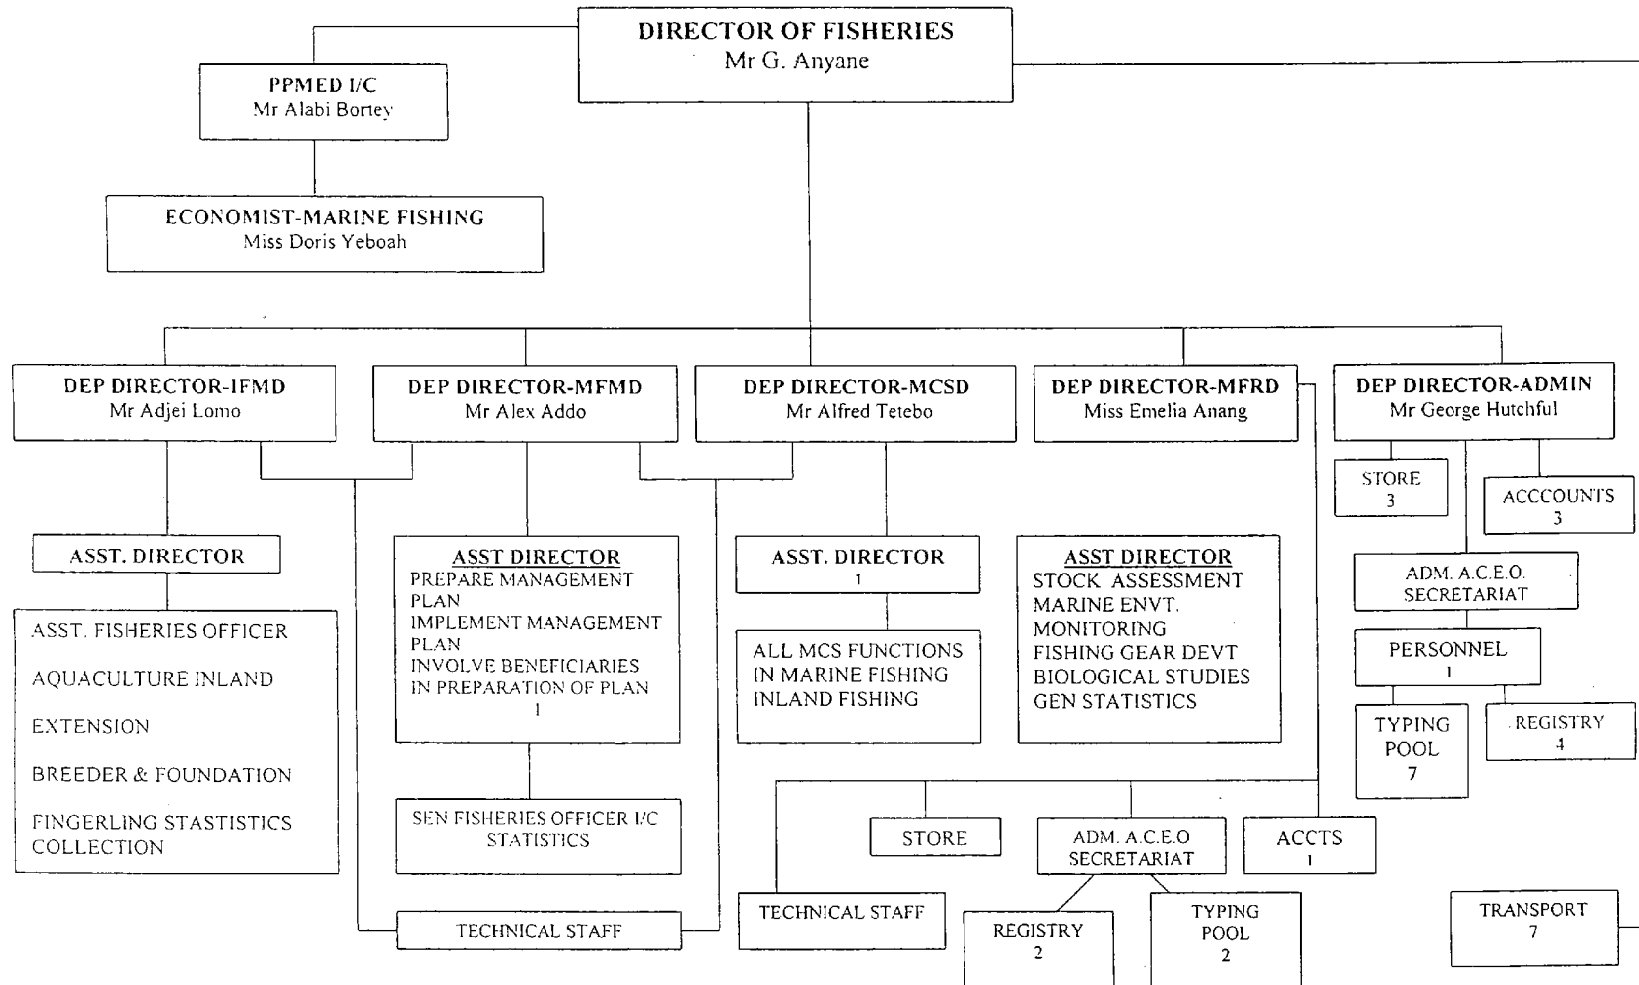 DIRECTOR OF FISHERIES
Mr G. Anyane
PPMED I/C
Mr Alabi Bortey
ECONOMIST-MARINE FISHING
Miss Doris Yeboah
DEP DIRECTOR-IFMD
Mr Adjei Lomo
DEP DIRECTOR-MFMD
Mr Alex Addo
DEP DIRECTOR-MCSD
Mr Alfred Tetebo
DEP DIRECTOR-MFRD
Miss Emelia Anang
DEP DIRECTOR-ADMIN
Mr George Hutchful
STORE
3
ACCCOUNTS
3
ASST. DIRECTOR
ASST DIRECTOR
PREPARE MANAGEMENT
PLAN
IMPLEMENT MANAGEMENT
PLAN
INVOLVE BENEFICIARIES
IN PREPARATION OF PLAN
1
ASST. DIRECTOR
1
ASST DIRECTOR
STOCK ASSESSMENT
MARINE ENVT.
MONITORING
FISHING GEAR DEVT
BIOLOGICAL STUDIES
GEN STATISTICS
ADM. A.C.E.O.
SECRETARIAT
ASST. FISHERIES OFFICER
AQUACULTURE INLAND
EXTENSION
BREEDER & FOUNDATION
FINGERLING STASTISTICS
COLLECTION
ALL MCS FUNCTIONS
IN MARINE FISHING
INLAND FISHING
PERSONNEL
1
TYPING
POOL
7
REGISTRY
4
SEN FISHERIES OFFICER I/C
STATISTICS
STORE
ADM. A.C.E.O
SECRETARIAT
ACCTS
1
TECHNICAL STAFF
TECHNICAL STAFF
REGISTRY
2
TYPING
POOL
2
TRANSPORT
7